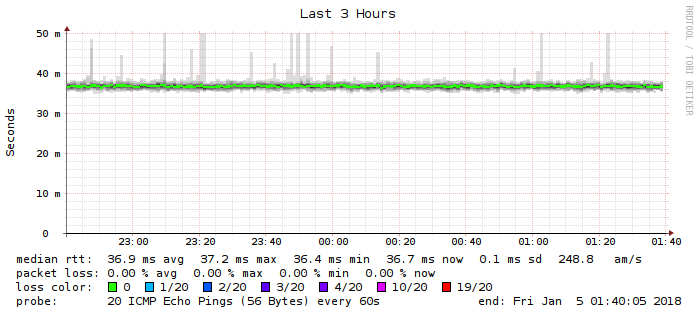 Last 3 Hours
RRDTOOL / TOBI OETIKER
Seconds
50 m
40 m
30 m
20 m
10 m
0
23:00 23:20 23:40 00:00 00:20 00:40 01:00 01:20 01:40
median rtt: 36.9 ms avg 37.2 ms max 36.4 ms min 36.7 ms now 0.1 ms sd 248.8 am/s
packet loss: 0.00 % avg 0.00 % max 0.00 % min 0.00 % now
loss color: 0 1/20 2/20 3/20 4/20 10/20 19/20
probe: 20 ICMP Echo Pings (56 Bytes) every 60s end: Fri Jan 5 01:40:05 2018